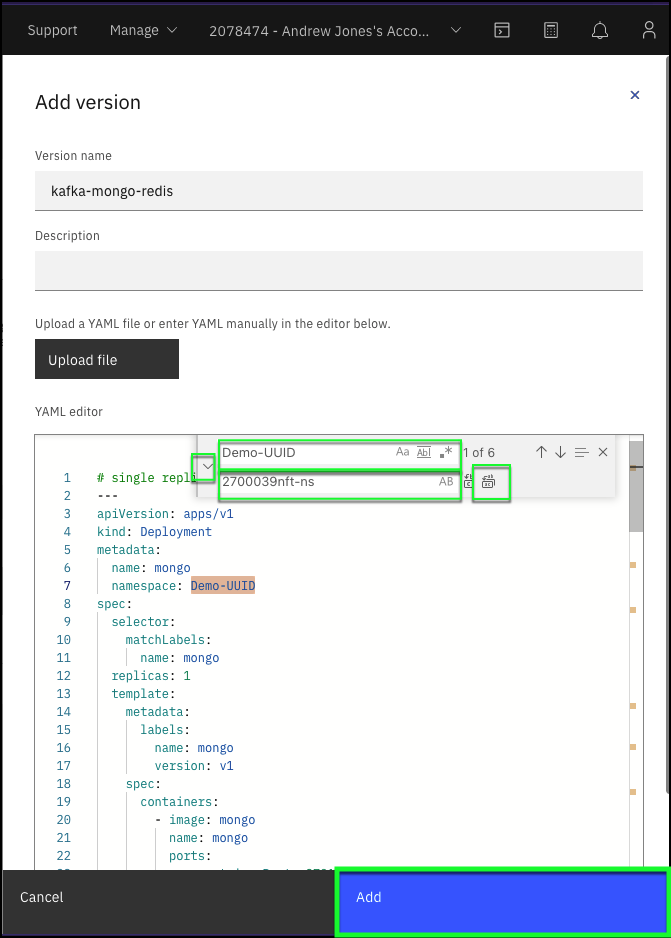 Support Manage 2078474 - Andrew Jones's Acco...
Add version
Version name
kafka-mongo-redis
Description
Upload a YAML file or enter YAML manually in the editor below.
Upload file
YAML editor
Demo-UUID Aa Abl .* 1 of 6
2700039nft-ns AB
1 # single repli
2 ---
3 apiVersion: apps/v1
4 kind: Deployment
5 metadata:
6 name: mongo
7 namespace: Demo-UUID
8 spec:
9 selector:
10 matchLabels:
11 name: mongo
12 replicas: 1
13 template:
14 metadata:
15 labels:
16 name: mongo
17 version: v1
18 spec:
19 containers:
20 - image: mongo
21 name: mongo
22 ports:
Cancel Add